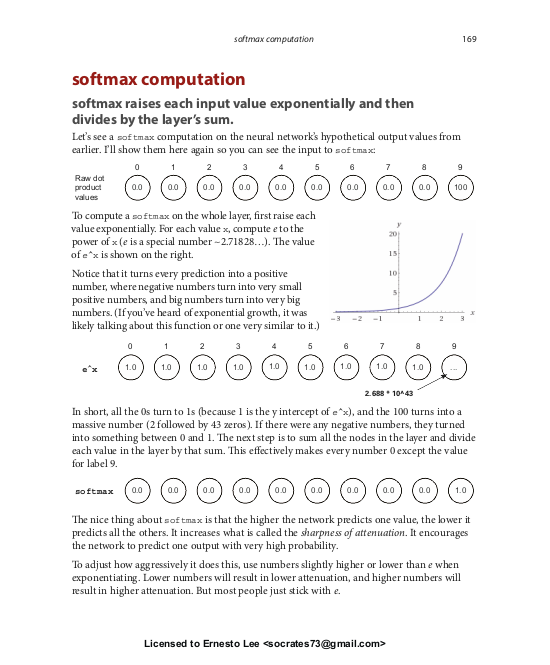 softmax computation 169
softmax computation
softmax raises each input value exponentially and then
divides by the layer's sum.
Let's see a softmax computation on the neural network's hypothetical output values from
earlier. I'll show them here again so you can see the input to softmax:
0 1 2 3 4 5 6 7 8 9
Raw dot
product
values
0.0 0.0 0.0 0.0 0.0 0.0 0.0 0.0 0.0 100
To compute a softmax on the whole layer, first raise each
value exponentially. For each value x, compute e to the
power of x (e is a special number ~2.71828…). The value
of e^x is shown on the right.
Notice that it turns every prediction into a positive
number, where negative numbers turn into very small
positive numbers, and big numbers turn into very big
numbers. (If you've heard of exponential growth, it was
likely talking about this function or one very similar to it.)
y
20
15
10
5
−3 −2 −1 1 2 3 x
0 1 2 3 4 5 6 7 8 9
e^x 1.0 1.0 1.0 1.0 1.0 1.0 1.0 1.0 1.0 ...
2.688 * 10^43
In short, all the 0s turn to 1s (because 1 is the y intercept of e^x), and the 100 turns into a
massive number (2 followed by 43 zeros). If there were any negative numbers, they turned
into something between 0 and 1. The next step is to sum all the nodes in the layer and divide
each value in the layer by that sum. This effectively makes every number 0 except the value
for label 9.
softmax 0.0 0.0 0.0 0.0 0.0 0.0 0.0 0.0 0.0 1.0
The nice thing about softmax is that the higher the network predicts one value, the lower it
predicts all the others. It increases what is called the sharpness of attenuation. It encourages
the network to predict one output with very high probability.
To adjust how aggressively it does this, use numbers slightly higher or lower than e when
exponentiating. Lower numbers will result in lower attenuation, and higher numbers will
result in higher attenuation. But most people just stick with e.
Licensed to Ernesto Lee <socrates73@gmail.com>